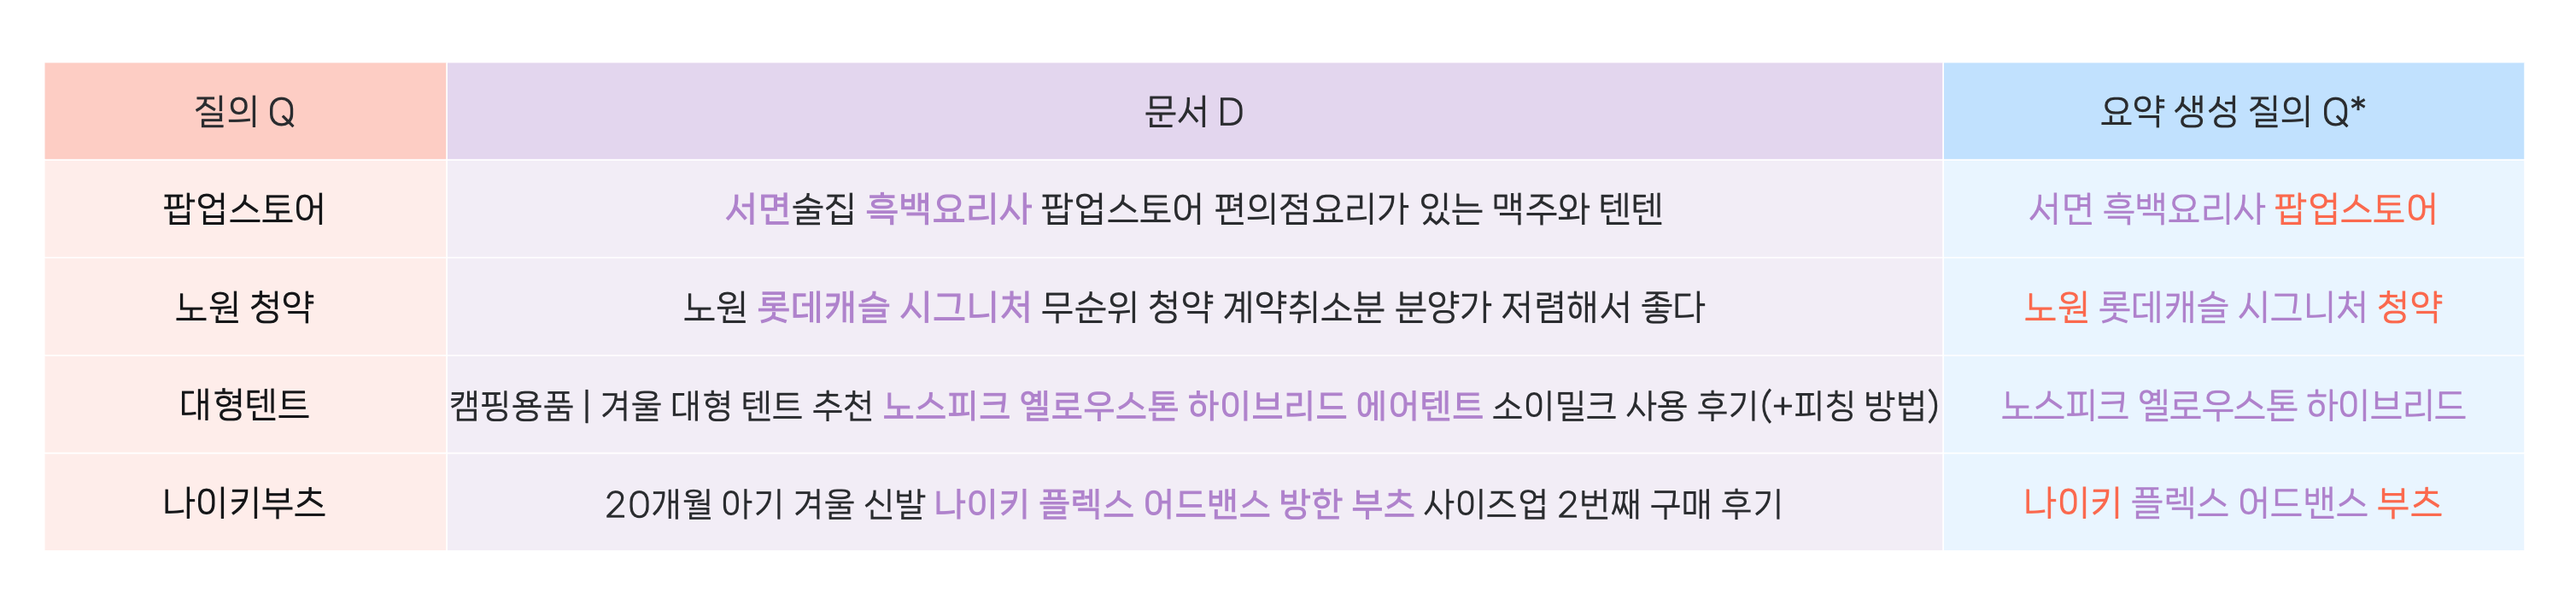 질의 Q 문서 D 요약 생성 질의 Q*
팝업스토어 서면술집 흑백요리사 팝업스토어 편의점요리가 있는 맥주와 텐텐 서면 흑백요리사 팝업스토어
노원 청약 노원 롯데캐슬 시그니처 무순위 청약 계약취소분 분양가 저렴해서 좋다 노원 롯데캐슬 시그니처 청약
대형텐트 캠핑용품 | 겨울 대형 텐트 추천 노스피크 옐로우스톤 하이브리드 에어텐트 소이밀크 사용 후기(+피칭 방법) 노스피크 옐로우스톤 하이브리드
나이키부츠 20개월 아기 겨울 신발 나이키 플렉스 어드밴스 방한 부츠 사이즈업 2번째 구매 후기 나이키 플렉스 어드밴스 부츠